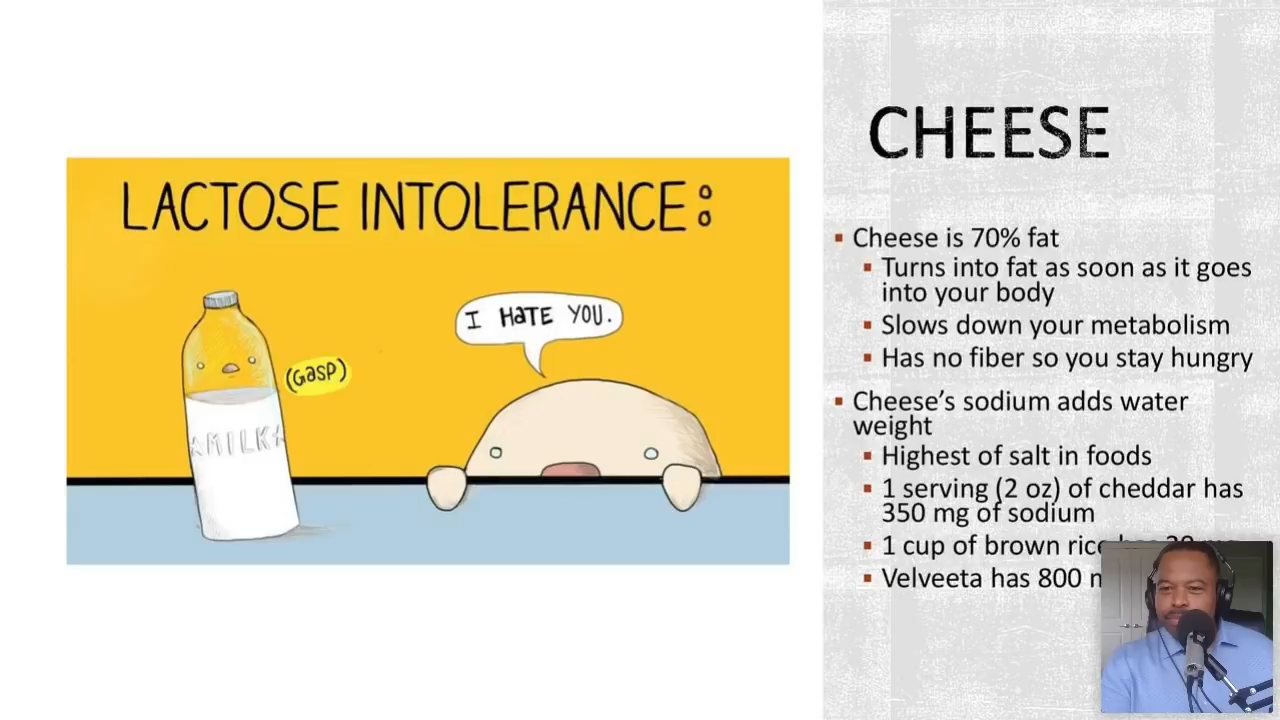 LACTOSE INTOLERANCE:
I HATE YOU.
(GASP)
MILK
CHEESE
▪ Cheese is 70% fat
▪ Turns into fat as soon as it goes
into your body
▪ Slows down your metabolism
▪ Has no fiber so you stay hungry
▪ Cheese’s sodium adds water
weight
▪ Highest of salt in foods
▪ 1 serving (2 oz) of cheddar has
350 mg of sodium
▪ 1 cup of brown rice
▪ Velveeta has 800